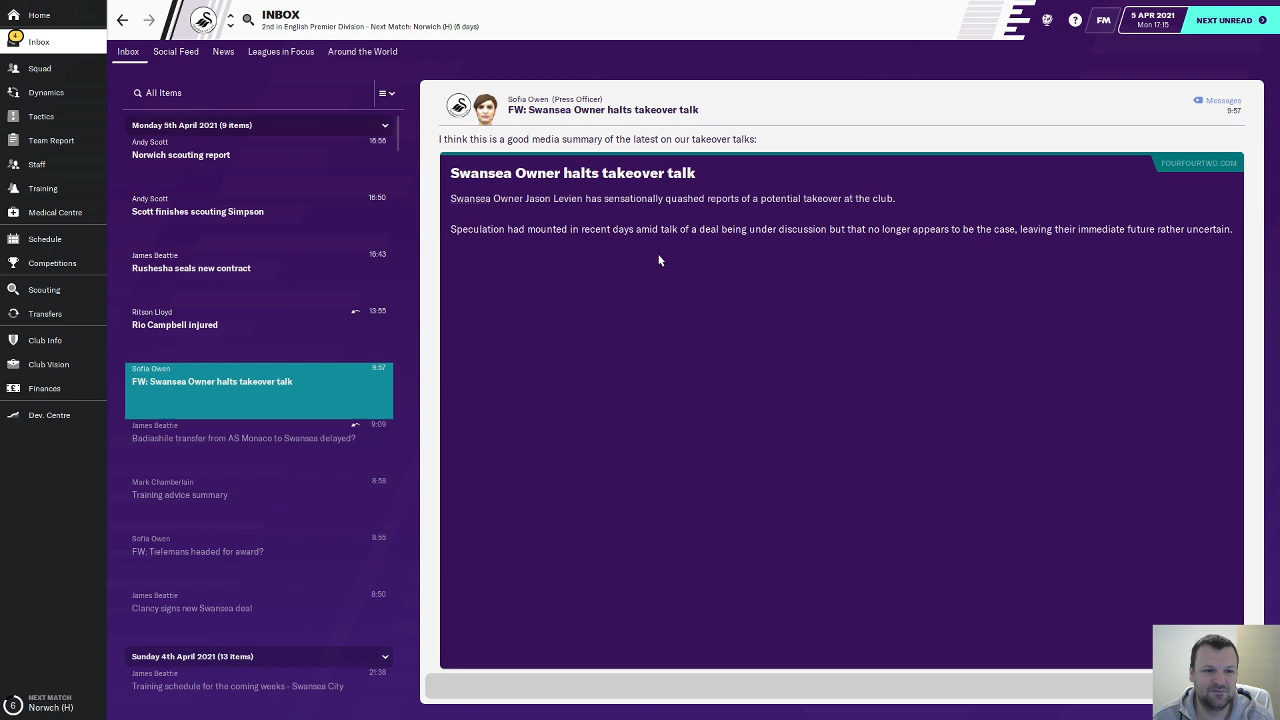 INBOX
2nd in English Premier Division - Next Match: Norwich (H) (6 days)
FM
5 APR 2021
Mon 17:15
NEXT UNREAD
Home
4
Inbox
Squad
Dynamics
Tactics
Team Report
Staff
Training
Medical Centre
Schedule
Competitions
Scouting
Transfers
Club Info
Club Vision
Finances
Dev. Centre
6
NEXT MATCH
Norwich (H)
Inbox
Social Feed
News
Leagues in Focus
Around the World
All Items
Monday 5th April 2021 (9 items)
Andy Scott 16:56
Norwich scouting report
Andy Scott 16:50
Scott finishes scouting Simpson
James Beattie 16:43
Rushesha seals new contract
Ritson Lloyd 13:55
Rio Campbell injured
Sofia Owen 9:57
FW: Swansea Owner halts takeover talk
James Beattie 9:09
Badiashile transfer from AS Monaco to Swansea delayed?
Mark Chamberlain 8:58
Training advice summary
Sofia Owen 8:55
FW: Tielemans headed for award?
James Beattie 8:50
Clancy signs new Swansea deal
Sunday 4th April 2021 (13 items)
James Beattie 21:36
Training schedule for the coming weeks - Swansea City
Sofia Owen (Press Officer)
FW: Swansea Owner halts takeover talk
Messages
9:57
I think this is a good media summary of the latest on our takeover talks:
FOURFOURTWO.COM
Swansea Owner halts takeover talk
Swansea Owner Jason Levien has sensationally quashed reports of a potential takeover at the club.
Speculation had mounted in recent days amid talk of a deal being under discussion but that no longer appears to be the case, leaving their immediate future rather uncertain.